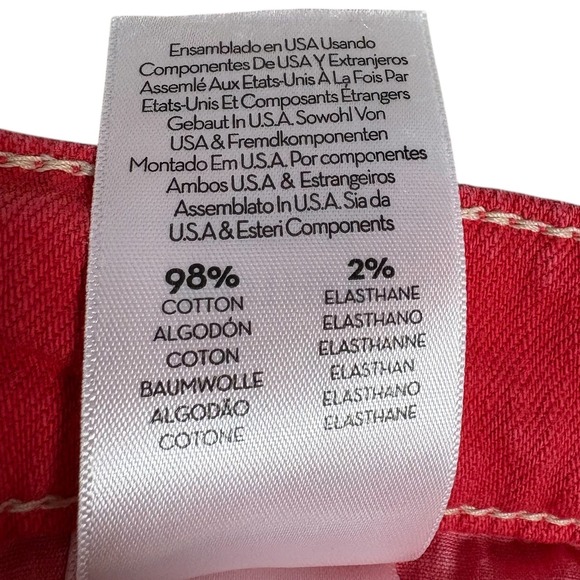 Ensamblado en USA Usando
Componentes De USA Y Extranjeros
Assemlé Aux Etats-Unis À La Fois Par
Etats-Unis Et Composants Étrangers
Gebaut In U.S.A. Sowohl Von
USA & Fremdkomponenten
Montado Em U.S.A. Por componentes
Ambos U.S.A & Estrangeiros
Assemblato In U.S.A. Sia da
U.S.A & Esteri Components
98% 2%
COTTON ELASTHANE
ALGODÓN ELASTHANO
COTON ELASTHANNE
BAUMWOLLE ELASTHAN
ALGODÃO ELASTHANO
COTONE ELASTHANE